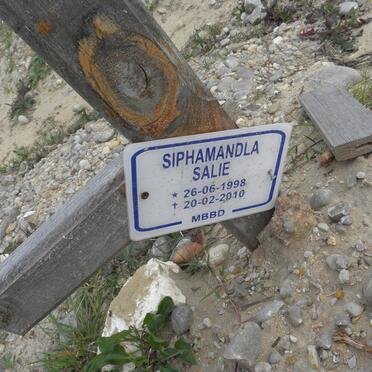 SIPHAMANDLA
SALIE
* 26-06-1998
† 20-02-2010
MBBD